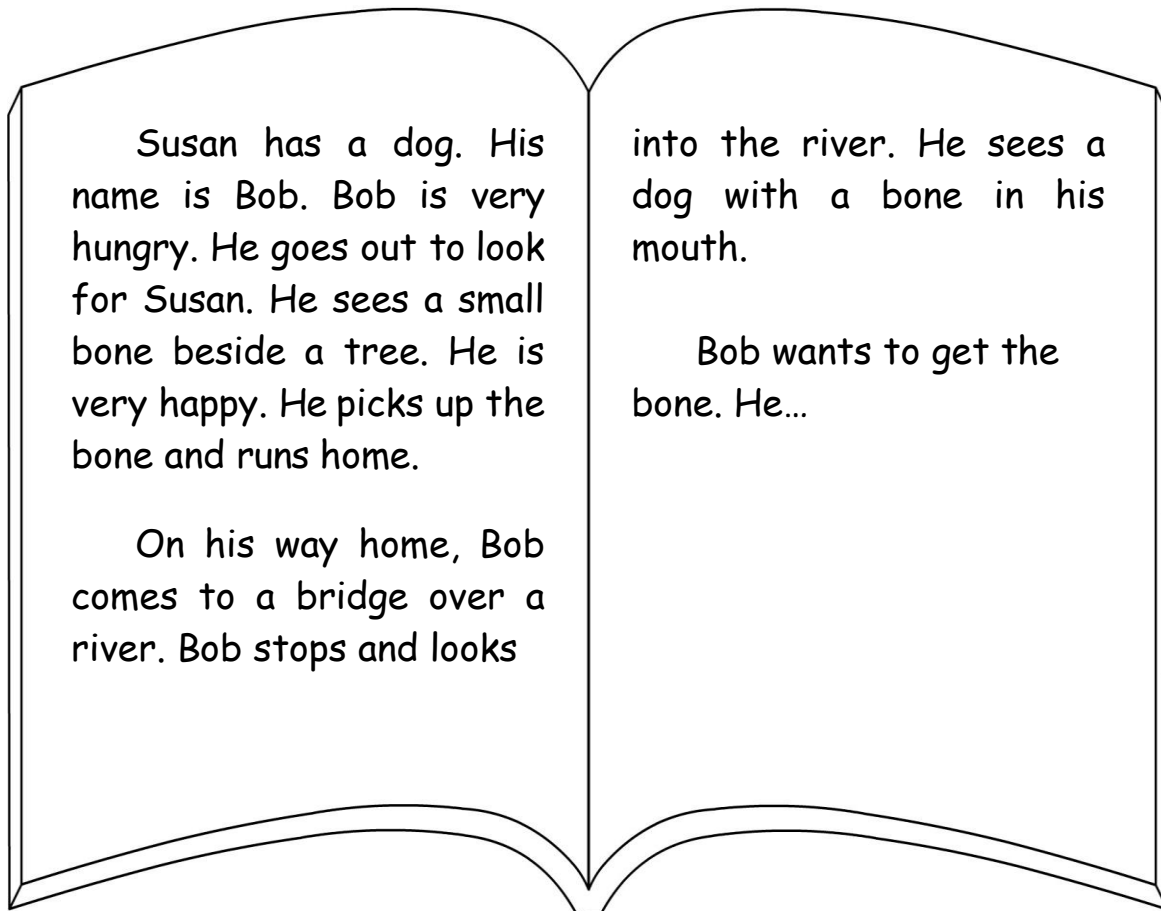 Susan has a dog. His
name is Bob. Bob is very
hungry. He goes out to look
for Susan. He sees a small
bone beside a tree. He is
very happy. He picks up the
bone and runs home.
On his way home, Bob
comes to a bridge over a
river. Bob stops and looks
into the river. He sees a
dog with a bone in his
mouth.
Bob wants to get the
bone. He…